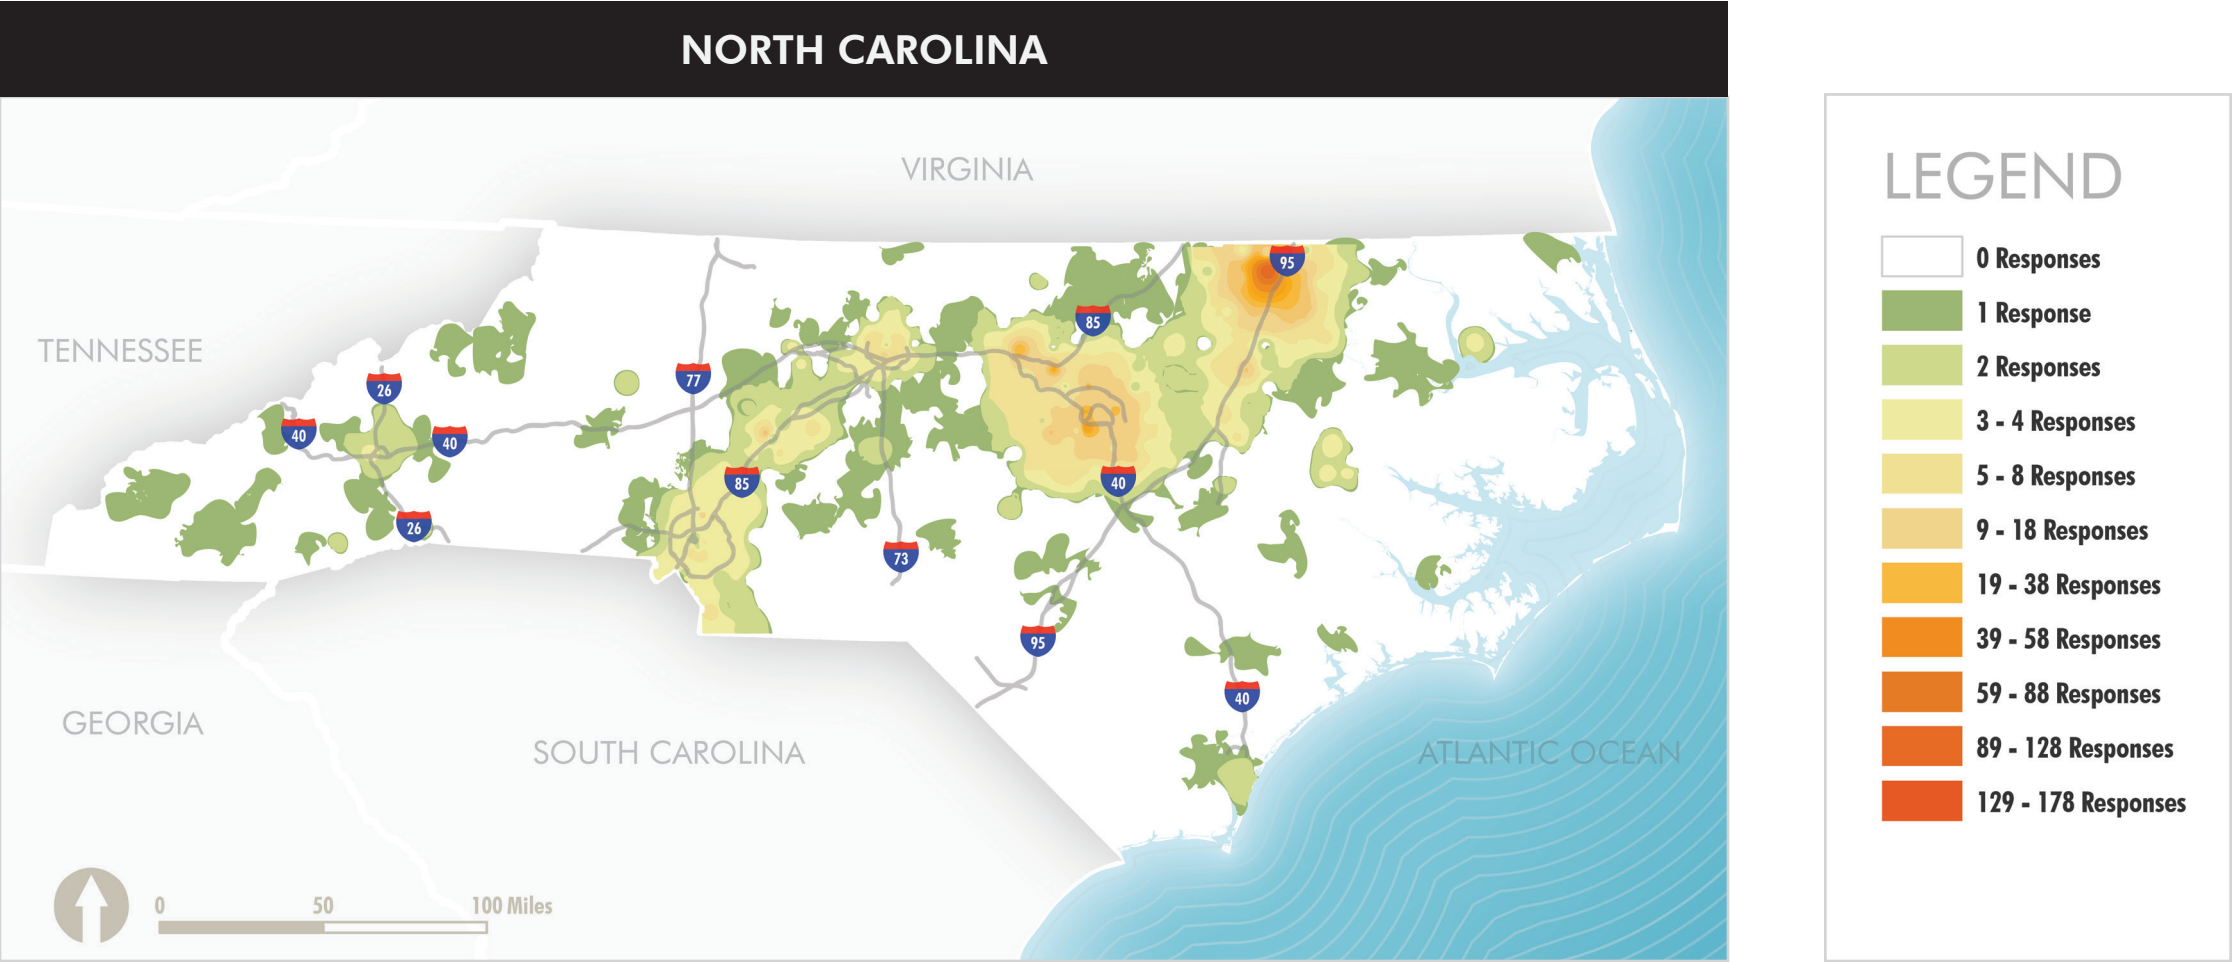 NORTH CAROLINA
VIRGINIA
95
85
TENNESSEE
77
26
40
40
85
40
26
73
95
40
GEORGIA
SOUTH CAROLINA
ATLANTIC OCEAN
0 50 100 Miles
LEGEND
0 Responses
1 Response
2 Responses
3 - 4 Responses
5 - 8 Responses
9 - 18 Responses
19 - 38 Responses
39 - 58 Responses
59 - 88 Responses
89 - 128 Responses
129 - 178 Responses